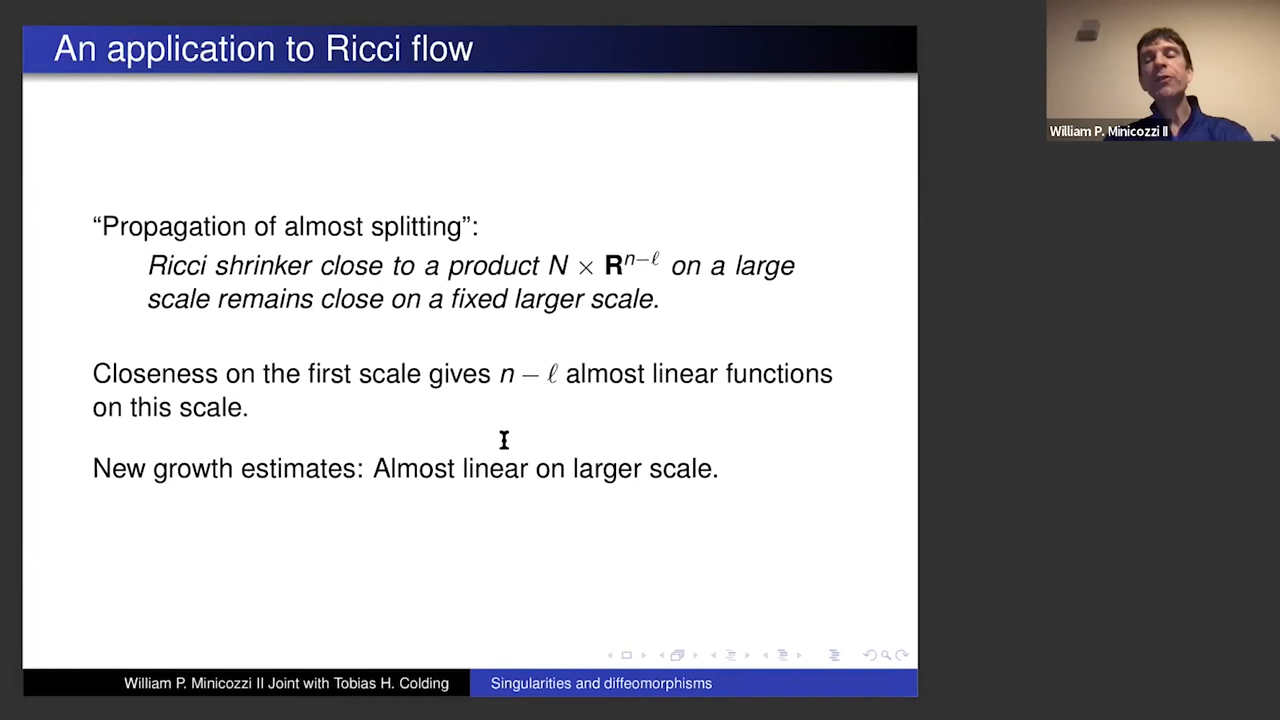 An application to Ricci flow
William P. Minicozzi II
“Propagation of almost splitting”:
Ricci shrinker close to a product N × R^{n−ℓ} on a large
scale remains close on a fixed larger scale.
Closeness on the first scale gives n − ℓ almost linear functions
on this scale.
New growth estimates: Almost linear on larger scale.
William P. Minicozzi II Joint with Tobias H. Colding
Singularities and diffeomorphisms